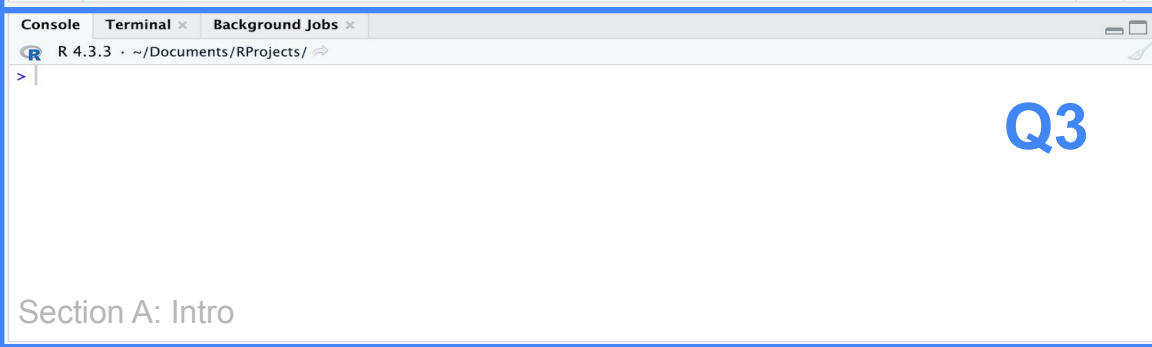 Console Terminal × Background Jobs ×
R R 4.3.3 · ~/Documents/RProjects/
>
Q3
Section A: Intro